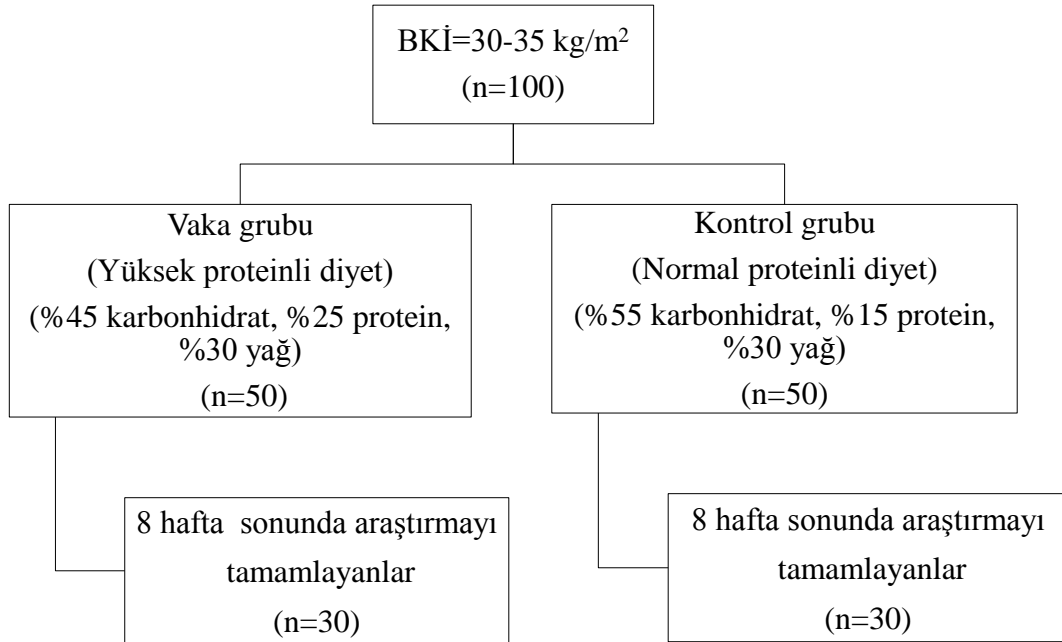 BKİ=30-35 kg/m²
(n=100)
Vaka grubu
(Yüksek proteinli diyet)
(%45 karbonhidrat, %25 protein,
%30 yağ)
(n=50)
Kontrol grubu
(Normal proteinli diyet)
(%55 karbonhidrat, %15 protein,
%30 yağ)
(n=50)
8 hafta sonunda araştırmayı
tamamlayanlar
(n=30)
8 hafta sonunda araştırmayı
tamamlayanlar
(n=30)